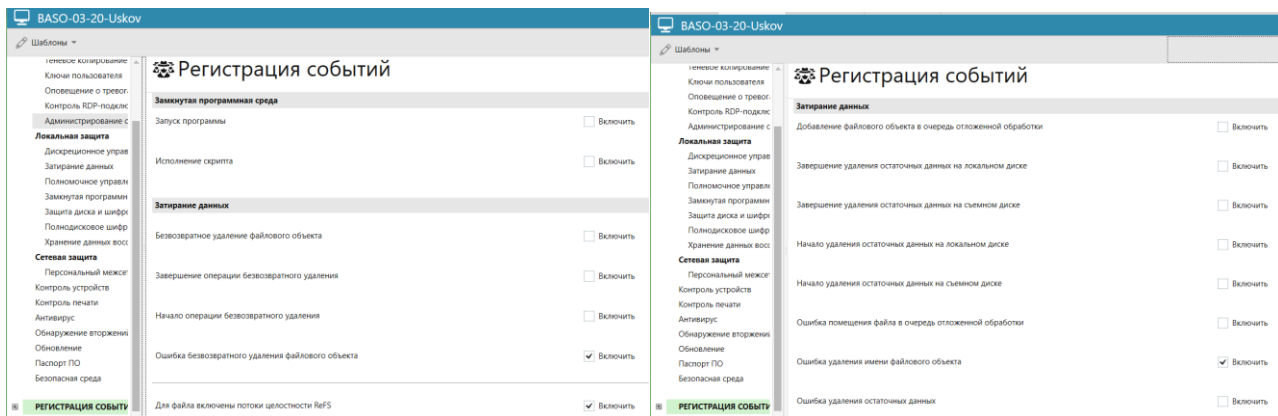 BASO-03-20-Uskov
Шаблоны
теневое копирование
Ключи пользователя
Оповещение о тревог
Контроль RDP-подклю
Администрирование с
Локальная защита
Дискреционное управ
Затирание данных
Полномочное управле
Замкнутая программн
Защита диска и шифро
Полнодисковое шифр
Хранение данных восс
Сетевая защита
Персональный межсет
Контроль устройств
Контроль печати
Антивирус
Обнаружение вторжени
Обновление
Паспорт ПО
Безопасная среда
РЕГИСТРАЦИЯ СОБЫТИ
Регистрация событий
Замкнутая программная среда
Запуск программы Включить
Исполнение скрипта Включить
Затирание данных
Безвозвратное удаление файлового объекта Включить
Завершение операции безвозвратного удаления Включить
Начало операции безвозвратного удаления Включить
Ошибка безвозвратного удаления файлового объекта Включить
Для файла включены потоки целостности ReFS Включить
BASO-03-20-Uskov
Шаблоны
теневое копирование
Ключи пользователя
Оповещение о тревог
Контроль RDP-подклю
Администрирование с
Локальная защита
Дискреционное управ
Затирание данных
Полномочное управле
Замкнутая программн
Защита диска и шифро
Полнодисковое шифр
Хранение данных восс
Сетевая защита
Персональный межсет
Контроль устройств
Контроль печати
Антивирус
Обнаружение вторжени
Обновление
Паспорт ПО
Безопасная среда
РЕГИСТРАЦИЯ СОБЫТИ
Регистрация событий
Затирание данных
Добавление файлового объекта в очередь отложенной обработки Включить
Завершение удаления остаточных данных на локальном диске Включить
Завершение удаления остаточных данных на съемном диске Включить
Начало удаления остаточных данных на локальном диске Включить
Начало удаления остаточных данных на съемном диске Включить
Ошибка помещения файла в очередь отложенной обработки Включить
Ошибка удаления имени файлового объекта Включить
Ошибка удаления остаточных данных Включить